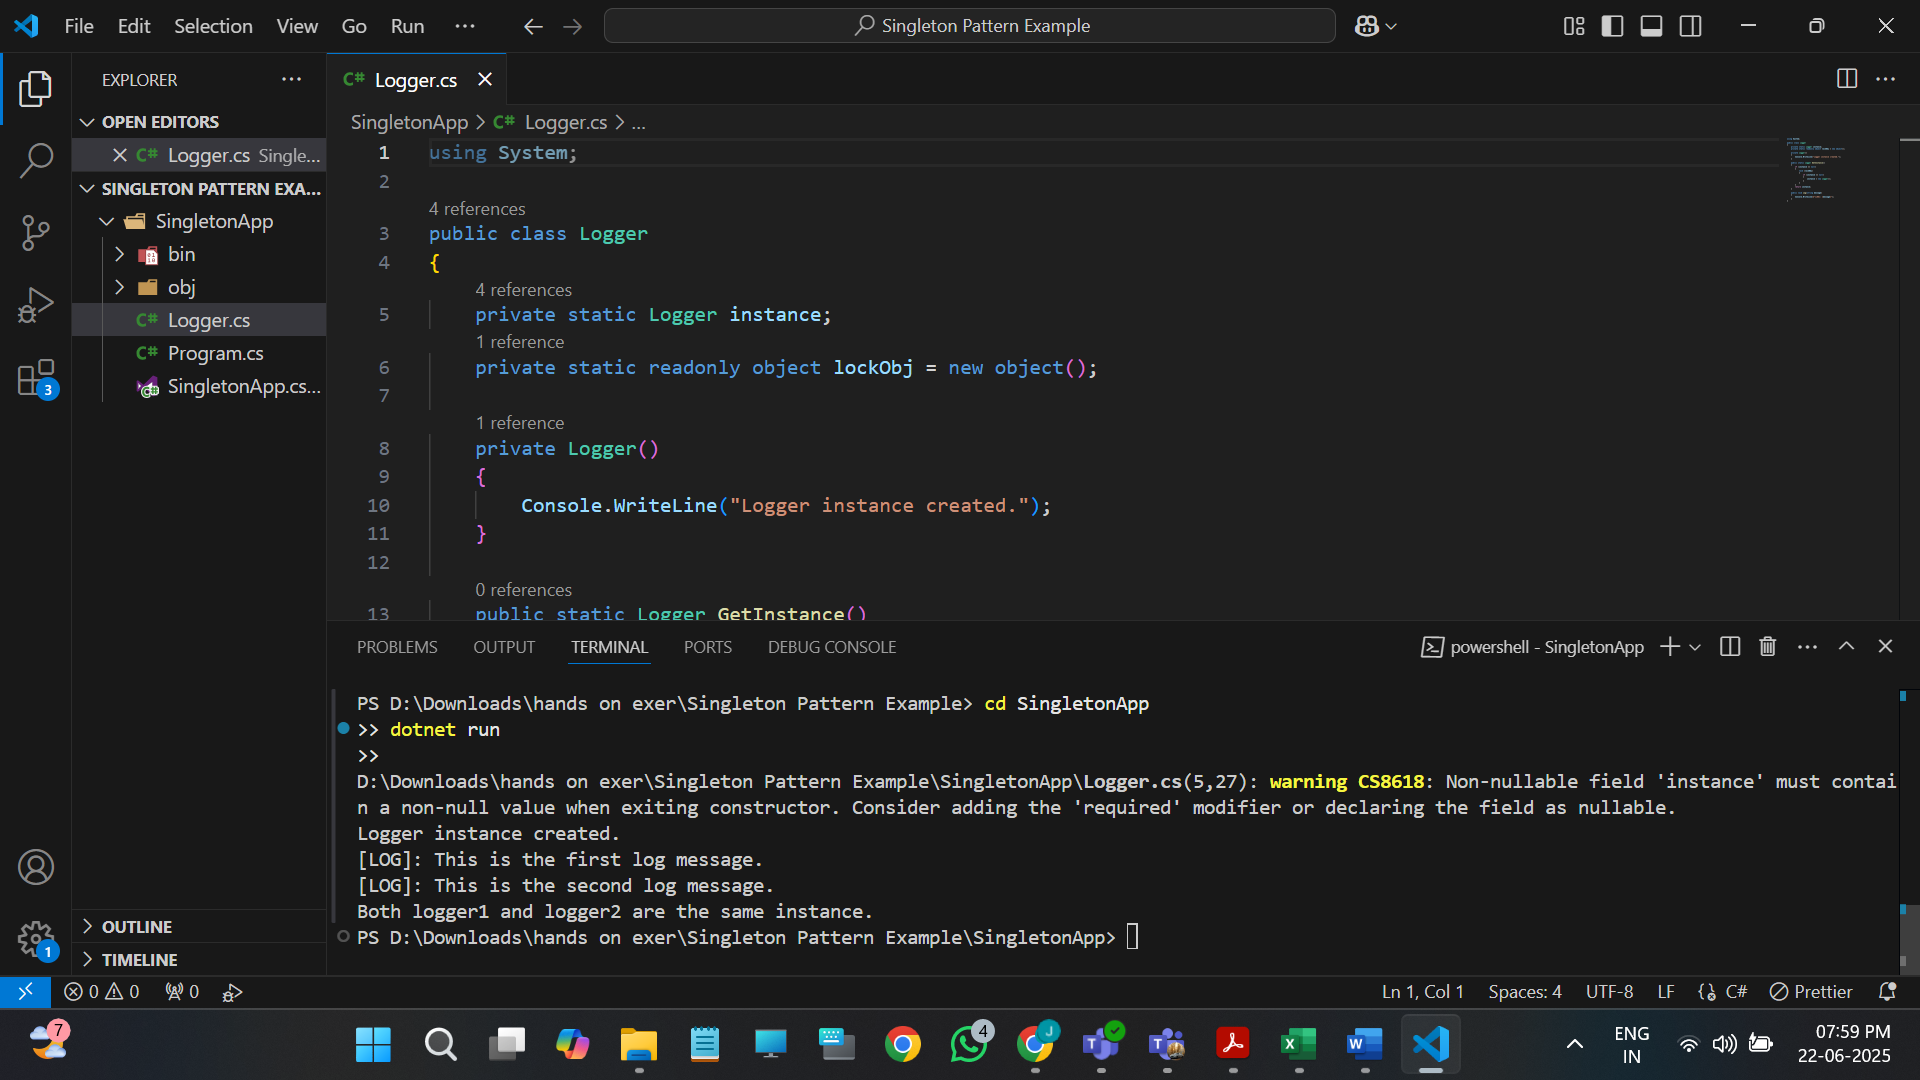 File Edit Selection View Go Run ···
Singleton Pattern Example
EXPLORER
OPEN EDITORS
Logger.cs Single...
SINGLETON PATTERN EXA...
SingletonApp
bin
obj
C# Logger.cs
C# Program.cs
SingletonApp.cs...
OUTLINE
TIMELINE
C# Logger.cs
SingletonApp > C# Logger.cs > ...
1 using System;
2
4 references
3 public class Logger
4 {
4 references
5 private static Logger instance;
1 reference
6 private static readonly object lockObj = new object();
7
1 reference
8 private Logger()
9 {
10 Console.WriteLine("Logger instance created.");
11 }
12
0 references
13 public static Logger GetInstance()
PROBLEMS OUTPUT TERMINAL PORTS DEBUG CONSOLE
powershell - SingletonApp
PS D:\Downloads\hands on exer\Singleton Pattern Example> cd SingletonApp
>> dotnet run
>>
D:\Downloads\hands on exer\Singleton Pattern Example\SingletonApp\Logger.cs(5,27): warning CS8618: Non-nullable field 'instance' must contai
n a non-null value when exiting constructor. Consider adding the 'required' modifier or declaring the field as nullable.
Logger instance created.
[LOG]: This is the first log message.
[LOG]: This is the second log message.
Both logger1 and logger2 are the same instance.
PS D:\Downloads\hands on exer\Singleton Pattern Example\SingletonApp>
3
1
0 0 0
Ln 1, Col 1 Spaces: 4 UTF-8 LF C# Prettier
7
4
J
ENG
IN
07:59 PM
22-06-2025